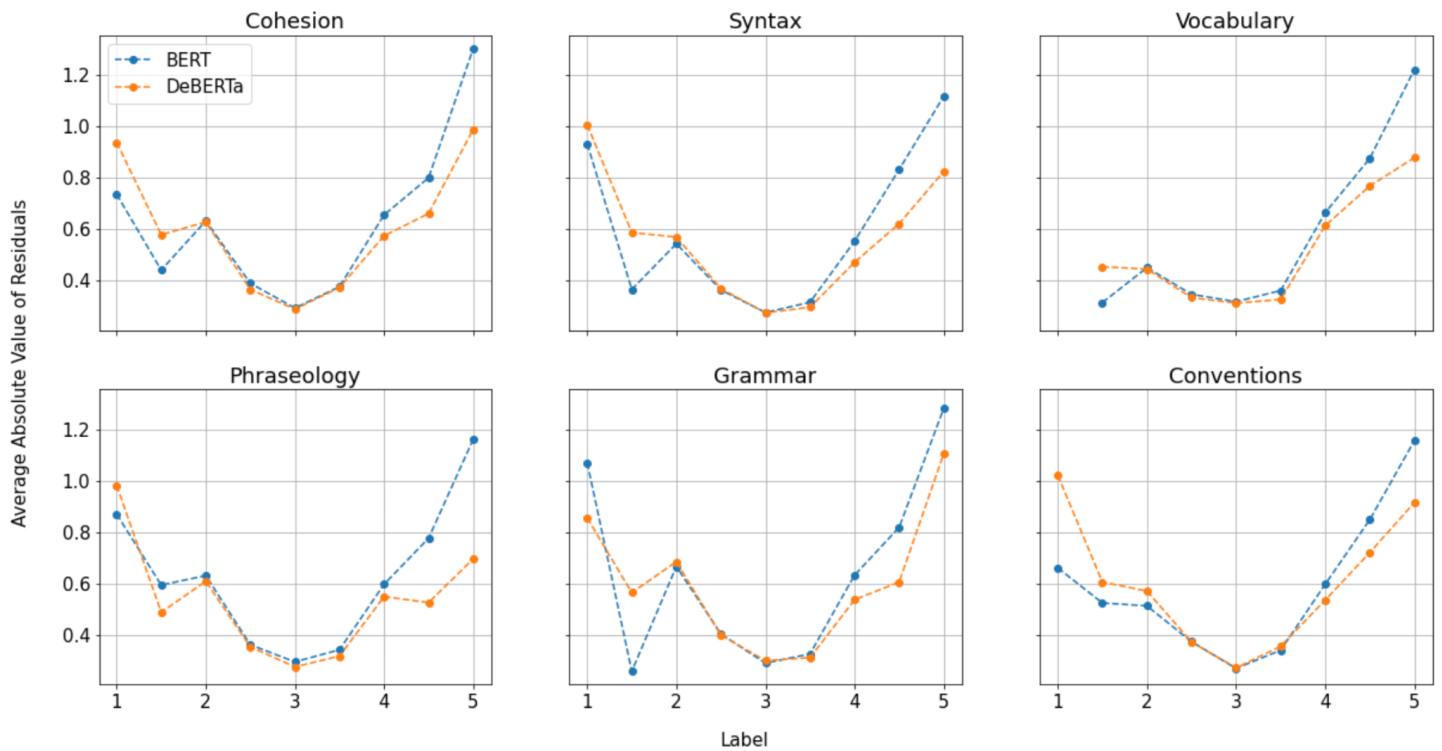 Cohesion
Syntax
Vocabulary
BERT
DeBERTa
1.2
1.0
0.8
0.6
0.4
Average Absolute Value of Residuals
Phraseology
Grammar
Conventions
1.2
1.0
0.8
0.6
0.4
1 2 3 4 5
1 2 3 4 5
1 2 3 4 5
Label